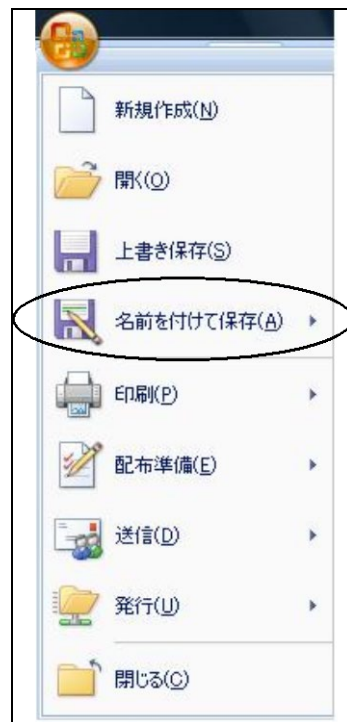 新規作成(N)
開く(O)
上書き保存(S)
名前を付けて保存(A)
印刷(P)
配布準備(E)
送信(D)
発行(U)
閉じる(C)